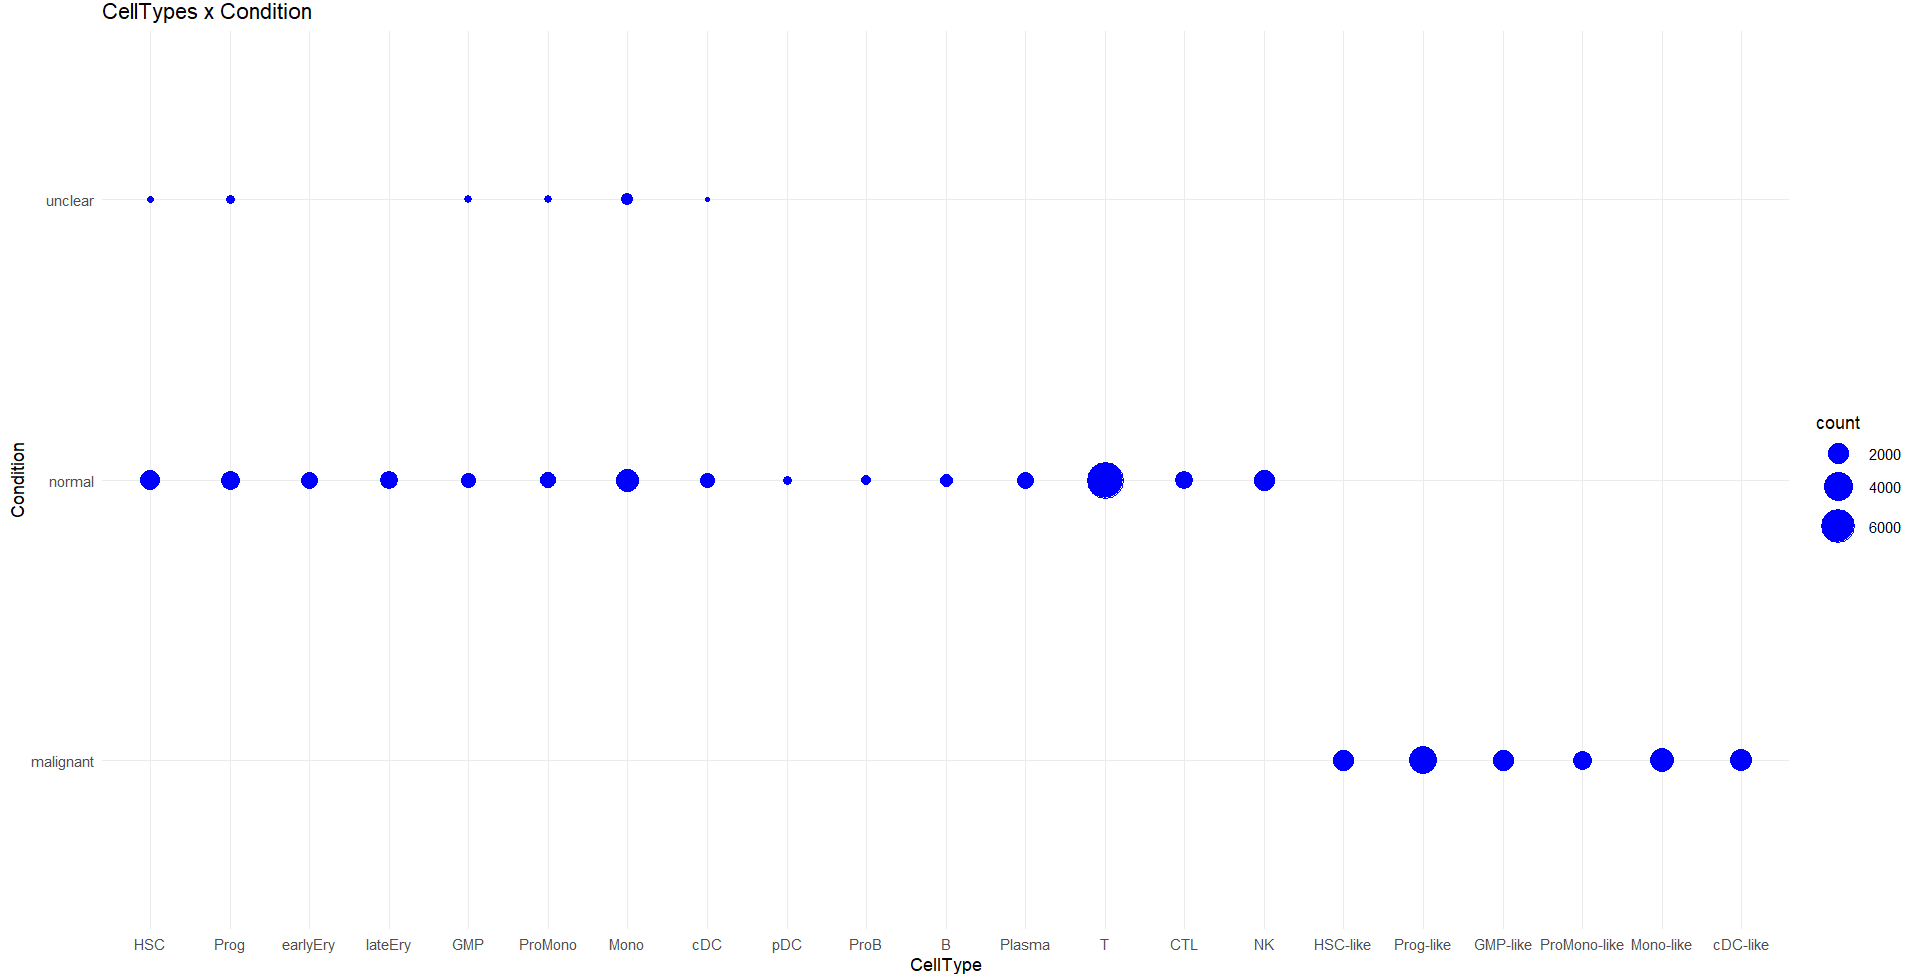 CellTypes x Condition
unclear
normal
malignant
Condition
HSC Prog earlyEry lateEry GMP ProMono Mono cDC pDC ProB B Plasma T CTL NK HSC-like Prog-like GMP-like ProMono-like Mono-like cDC-like
CellType
count
2000
4000
6000